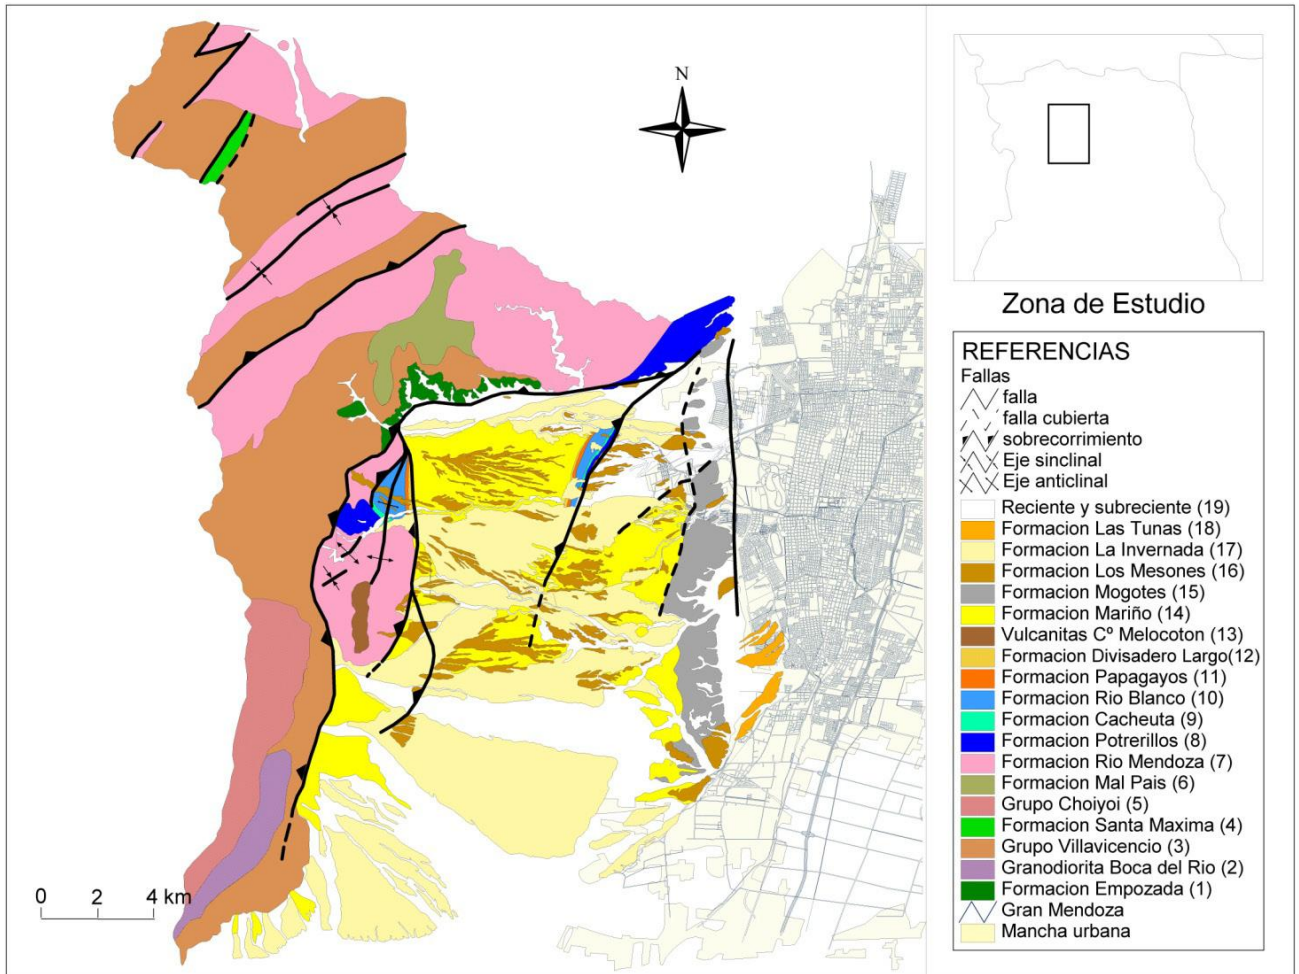 N
0 2 4 km
Zona de Estudio
REFERENCIAS
Fallas
falla
falla cubierta
sobrecorrimiento
Eje sinclinal
Eje anticlinal
Reciente y subreciente (19)
Formacion Las Tunas (18)
Formacion La Invernada (17)
Formacion Los Mesones (16)
Formacion Mogotes (15)
Formacion Mariño (14)
Vulcanitas Cº Melocoton (13)
Formacion Divisadero Largo(12)
Formacion Papagayos (11)
Formacion Rio Blanco (10)
Formacion Cacheuta (9)
Formacion Potrerillos (8)
Formacion Rio Mendoza (7)
Formacion Mal Pais (6)
Grupo Choiyoi (5)
Formacion Santa Maxima (4)
Grupo Villavicencio (3)
Granodiorita Boca del Rio (2)
Formacion Empozada (1)
Gran Mendoza
Mancha urbana